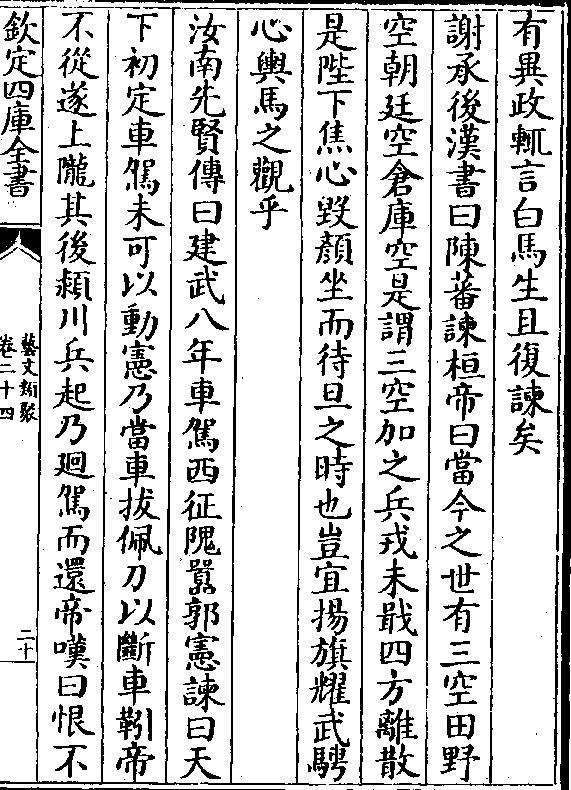 有異政輒言白馬生且復諫矣
謝承後漢書曰陳蕃諫桓帝曰當今之世有三空田野
空朝廷空倉庫空是謂三空加之兵戎未戢四方離散
是陛下焦心毀顏坐而待旦之時也豈宜揚旗耀武騁
心輿馬之觀乎
汝南先賢傳曰建武八年車駕西征隗囂郭憲諫曰天
下初定車駕未可以動憲乃當車拔佩刀以斷車靷帝
不從遂上隴其後潁川兵起乃廻駕而還帝嘆曰恨不
欽定四庫全書
藝文類聚
卷二十四
二十